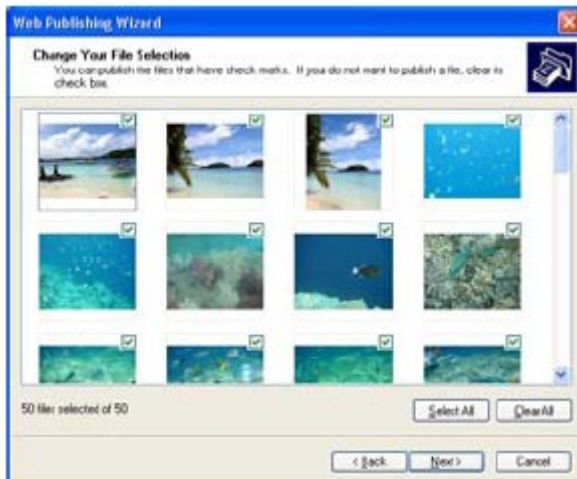 Web Publishing Wizard
Change Your File Selection
You can publish the files that have check marks. If you do not want to publish a file, clear its
check box.
50 files selected of 50
Select All
Clear All
< Back
Next >
Cancel